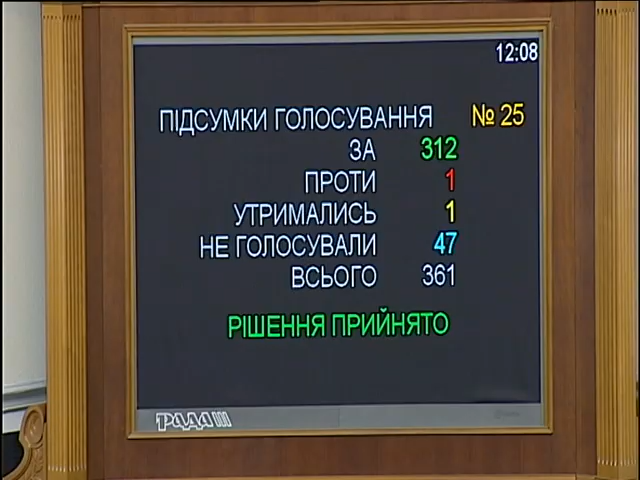 12:08
ПІДСУМКИ ГОЛОСУВАННЯ № 25
ЗА 312
ПРОТИ 1
УТРИМАЛИСЬ 1
НЕ ГОЛОСУВАЛИ 47
ВСЬОГО 361
РІШЕННЯ ПРИЙНЯТО
РАДА III